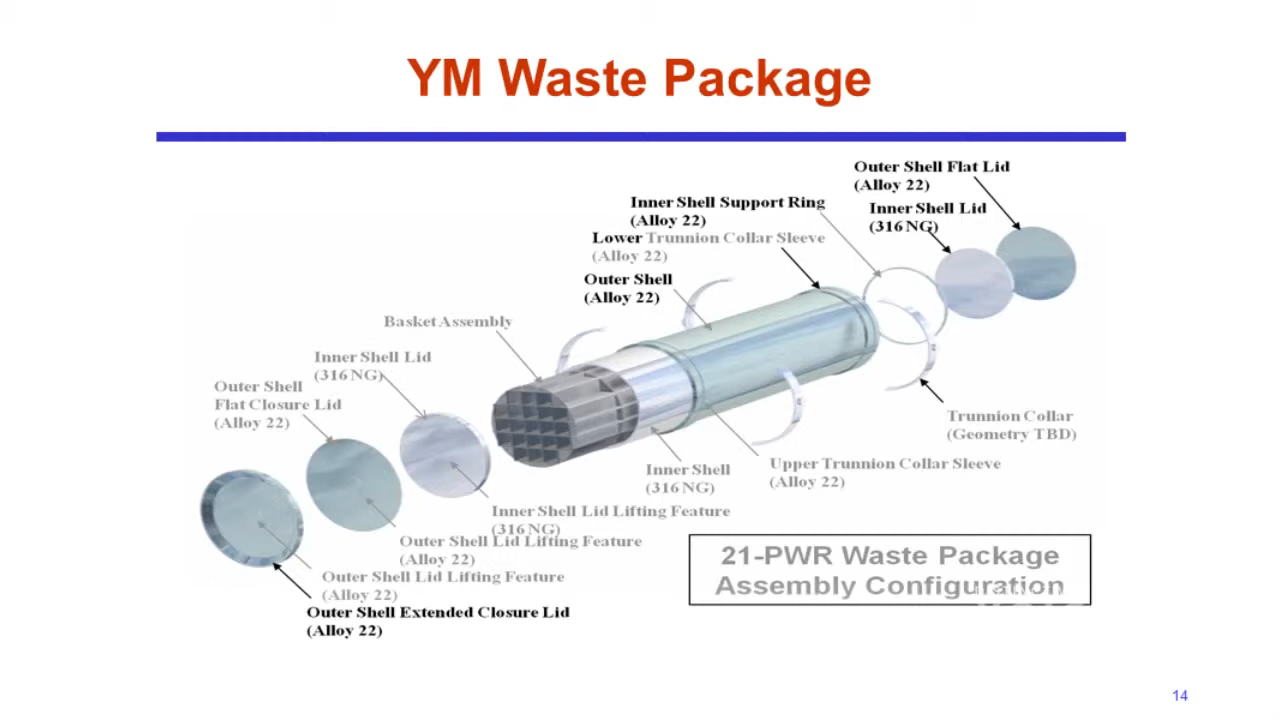 YM Waste Package
Outer Shell Flat Lid
(Alloy 22)
Inner Shell Support Ring
(Alloy 22)
Inner Shell Lid
(316 NG)
Lower Trunnion Collar Sleeve
(Alloy 22)
Outer Shell
(Alloy 22)
Basket Assembly
Inner Shell Lid
(316 NG)
Outer Shell
Flat Closure Lid
(Alloy 22)
Trunnion Collar
(Geometry TBD)
Upper Trunnion Collar Sleeve
(Alloy 22)
Inner Shell
(316 NG)
Inner Shell Lid Lifting Feature
(316 NG)
Outer Shell Lid Lifting Feature
(Alloy 22)
Outer Shell Lid Lifting Feature
(Alloy 22)
Outer Shell Extended Closure Lid
(Alloy 22)
21-PWR Waste Package
Assembly Configuration
14